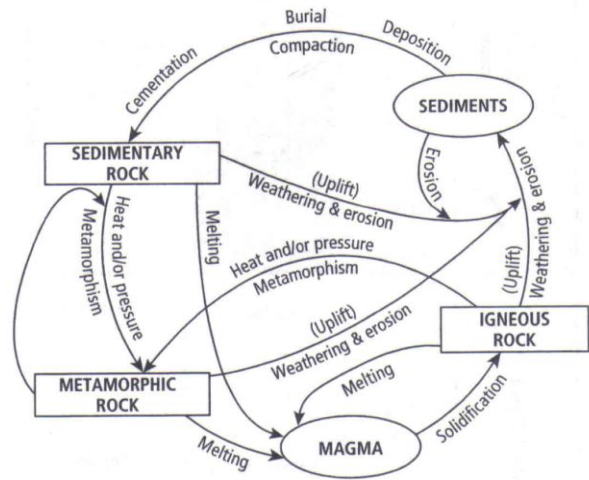 Burial
Compaction
Deposition
Cementation
SEDIMENTS
SEDIMENTARY
ROCK
Erosion
(Uplift)
Weathering & erosion
Melting
Heat and/or pressure
Metamorphism
Heat and/or pressure
Metamorphism
(Uplift)
Weathering & erosion
(Uplift)
Weathering & erosion
IGNEOUS
ROCK
METAMORPHIC
ROCK
Melting
Melting
MAGMA
Solidification